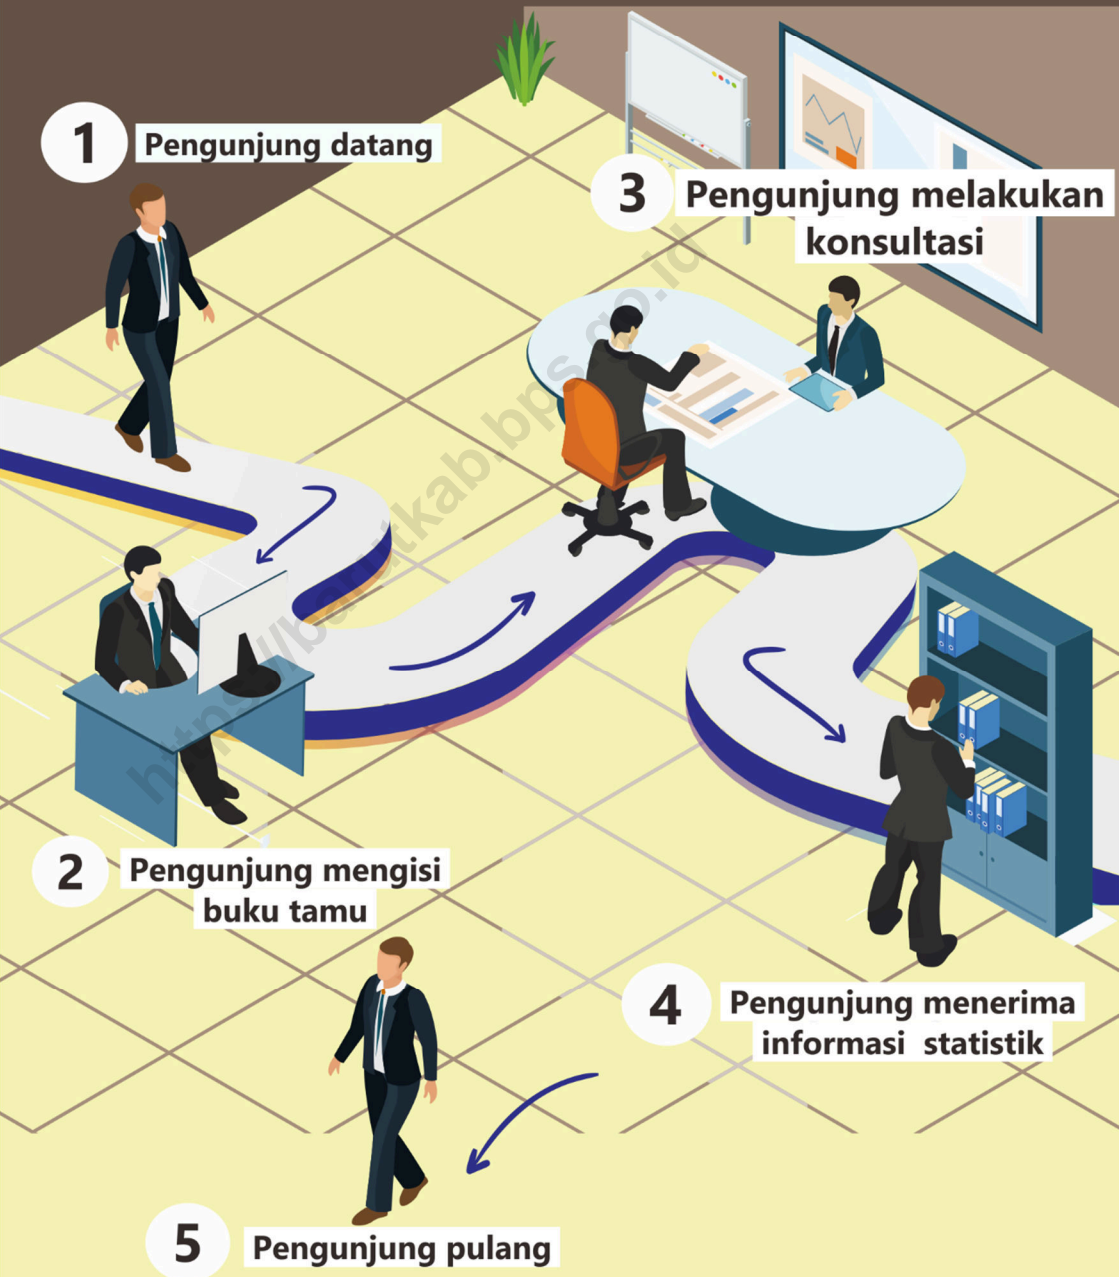 1
Pengunjung datang
3
Pengunjung melakukan
konsultasi
2
Pengunjung mengisi
buku tamu
4
Pengunjung menerima
informasi statistik
5
Pengunjung pulang